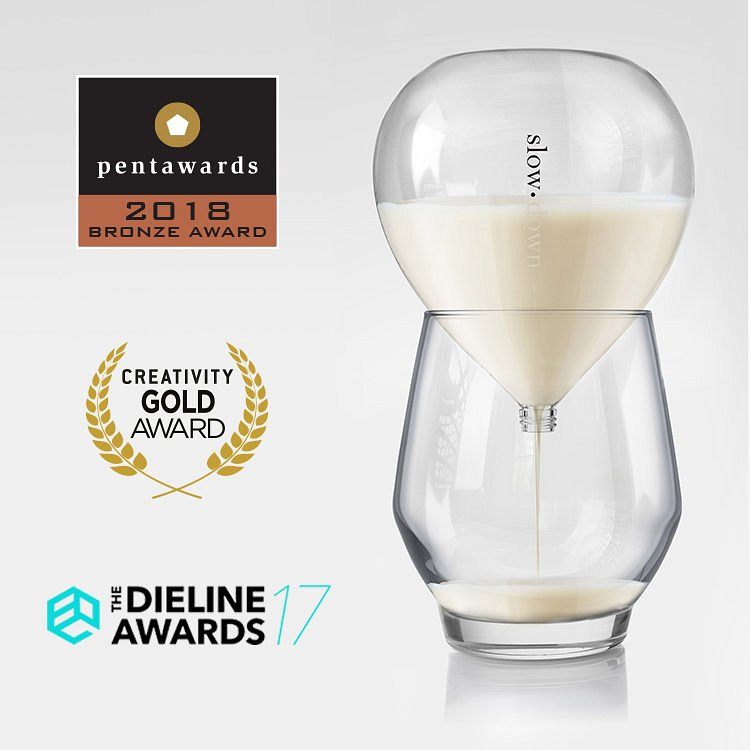 pentawards
2018
BRONZE AWARD
CREATIVITY
GOLD
AWARD
THE
DIELINE
AWARDS
17
slow•down